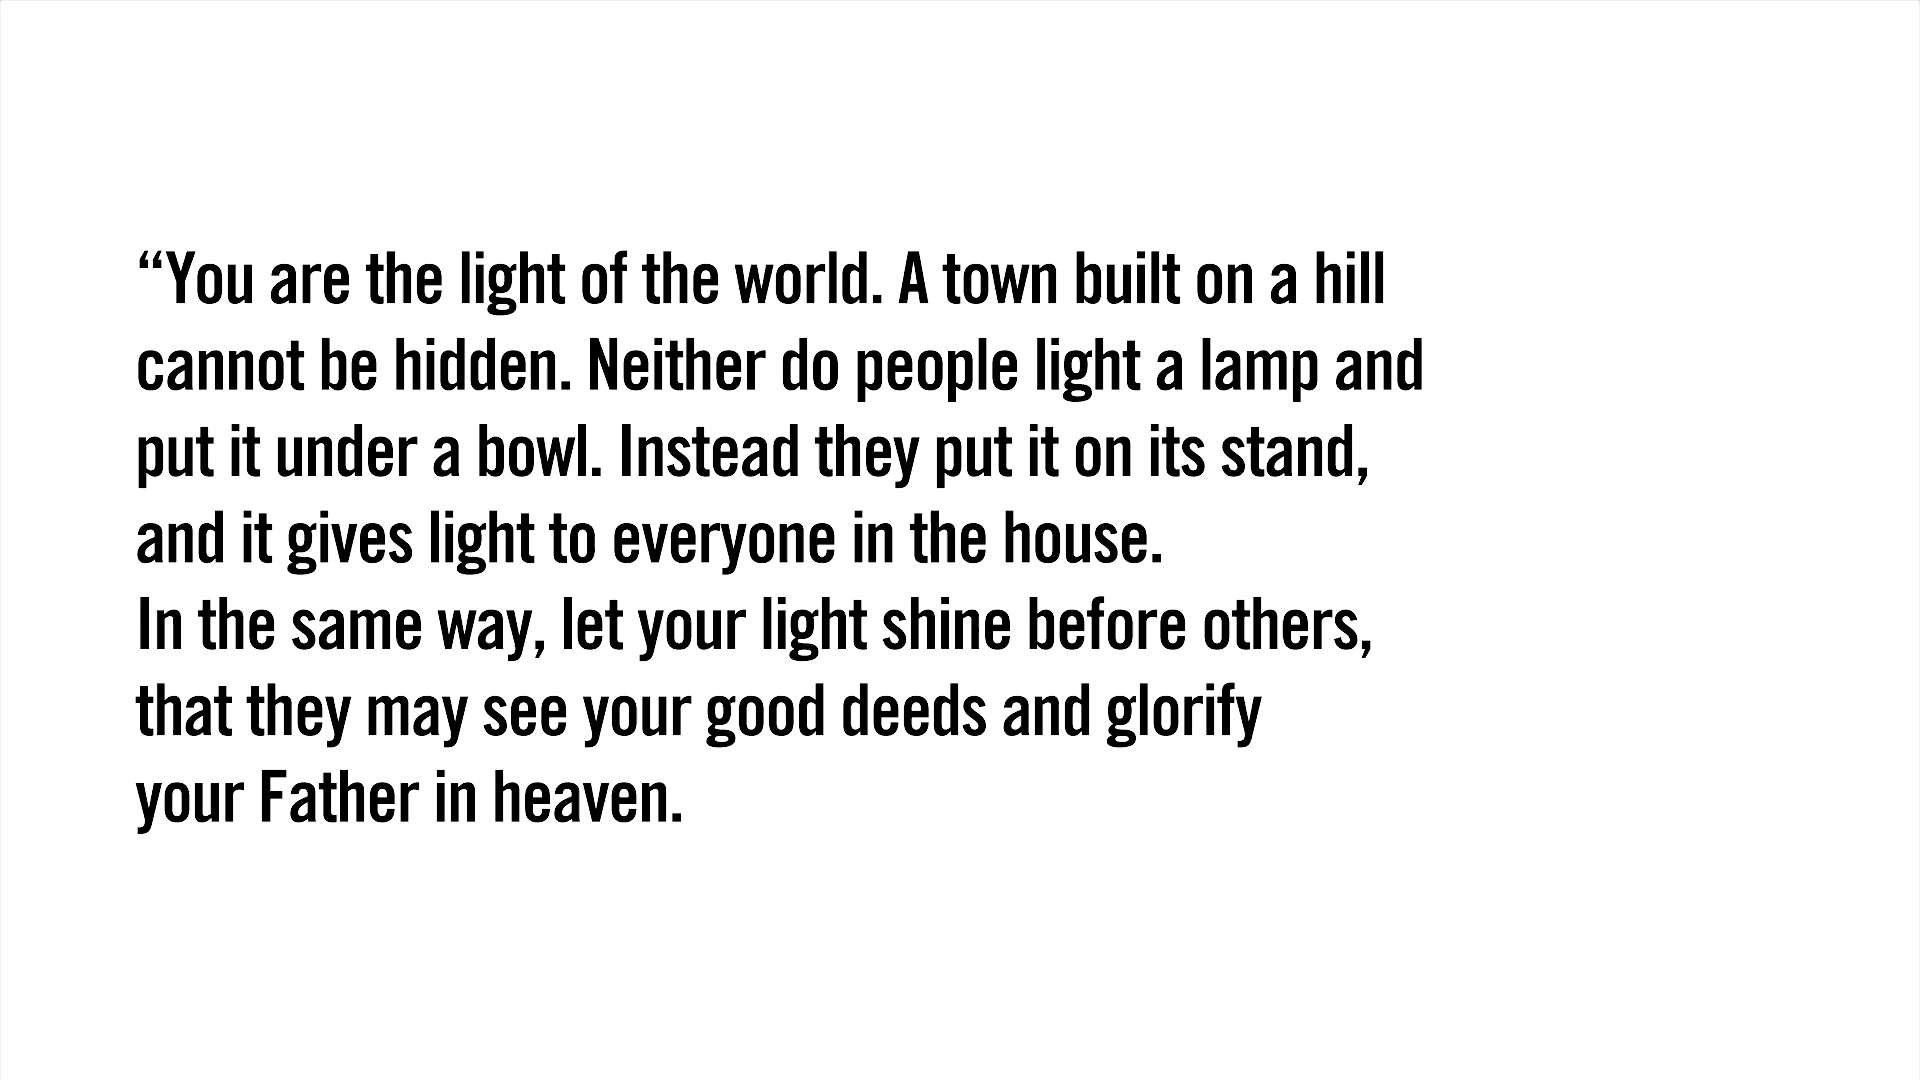 “You are the light of the world. A town built on a hill
cannot be hidden. Neither do people light a lamp and
put it under a bowl. Instead they put it on its stand,
and it gives light to everyone in the house.
In the same way, let your light shine before others,
that they may see your good deeds and glorify
your Father in heaven.